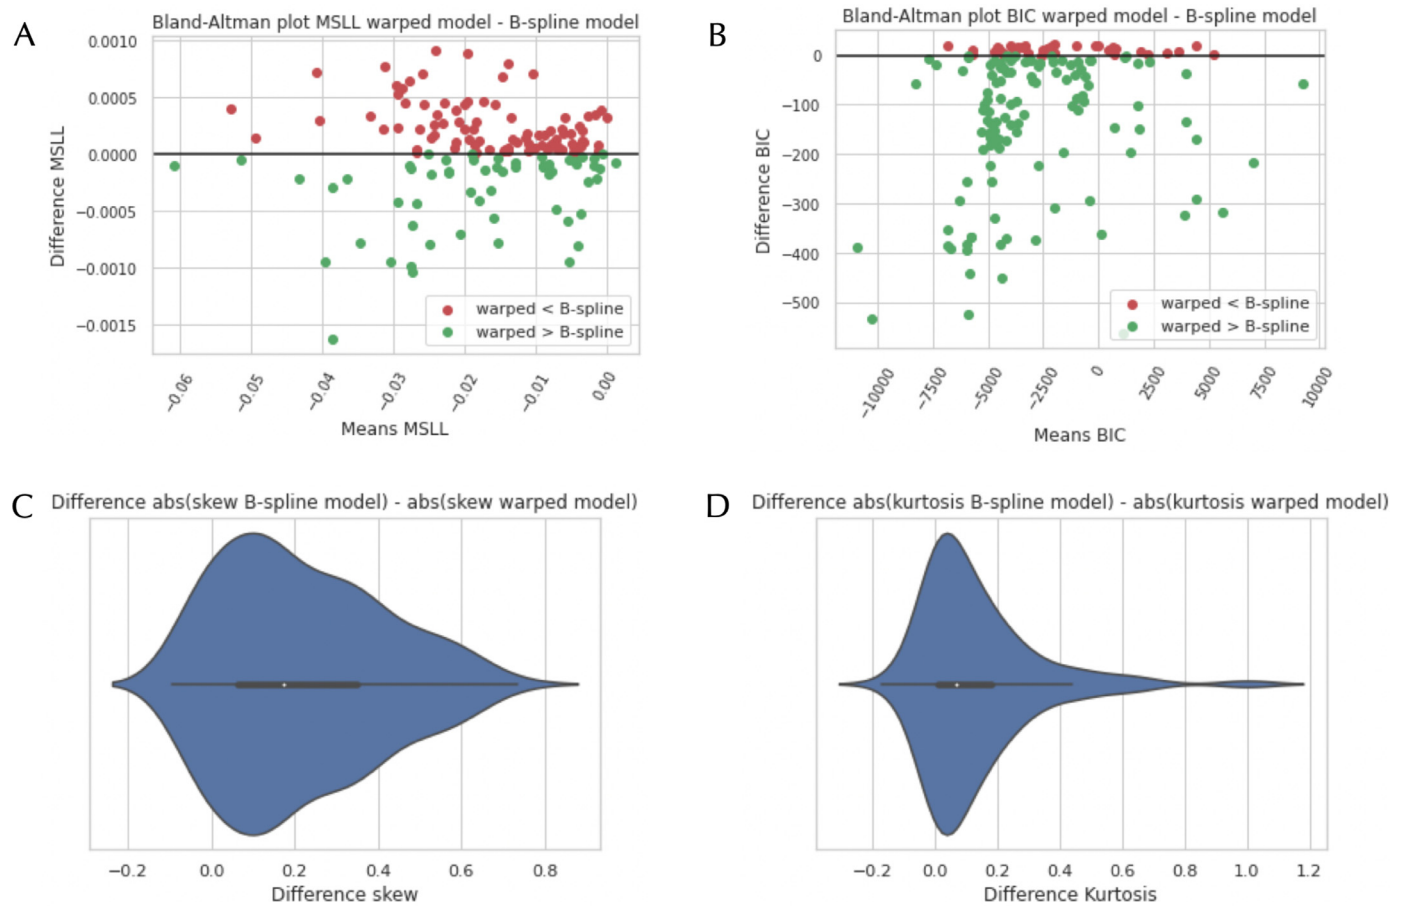 A
Bland-Altman plot MSLL warped model - B-spline model
0.0010
0.0005
0.0000
−0.0005
−0.0010
−0.0015
Difference MSLL
warped < B-spline
warped > B-spline
−0.06
−0.05
−0.04
−0.03
−0.02
−0.01
0.00
Means MSLL
B
Bland-Altman plot BIC warped model - B-spline model
0
−100
−200
−300
−400
−500
Difference BIC
warped < B-spline
warped > B-spline
−10000
−7500
−5000
−2500
0
2500
5000
7500
10000
Means BIC
C
Difference abs(skew B-spline model) - abs(skew warped model)
−0.2
0.0
0.2
0.4
0.6
0.8
Difference skew
D
Difference abs(kurtosis B-spline model) - abs(kurtosis warped model)
−0.2
0.0
0.2
0.4
0.6
0.8
1.0
1.2
Difference Kurtosis